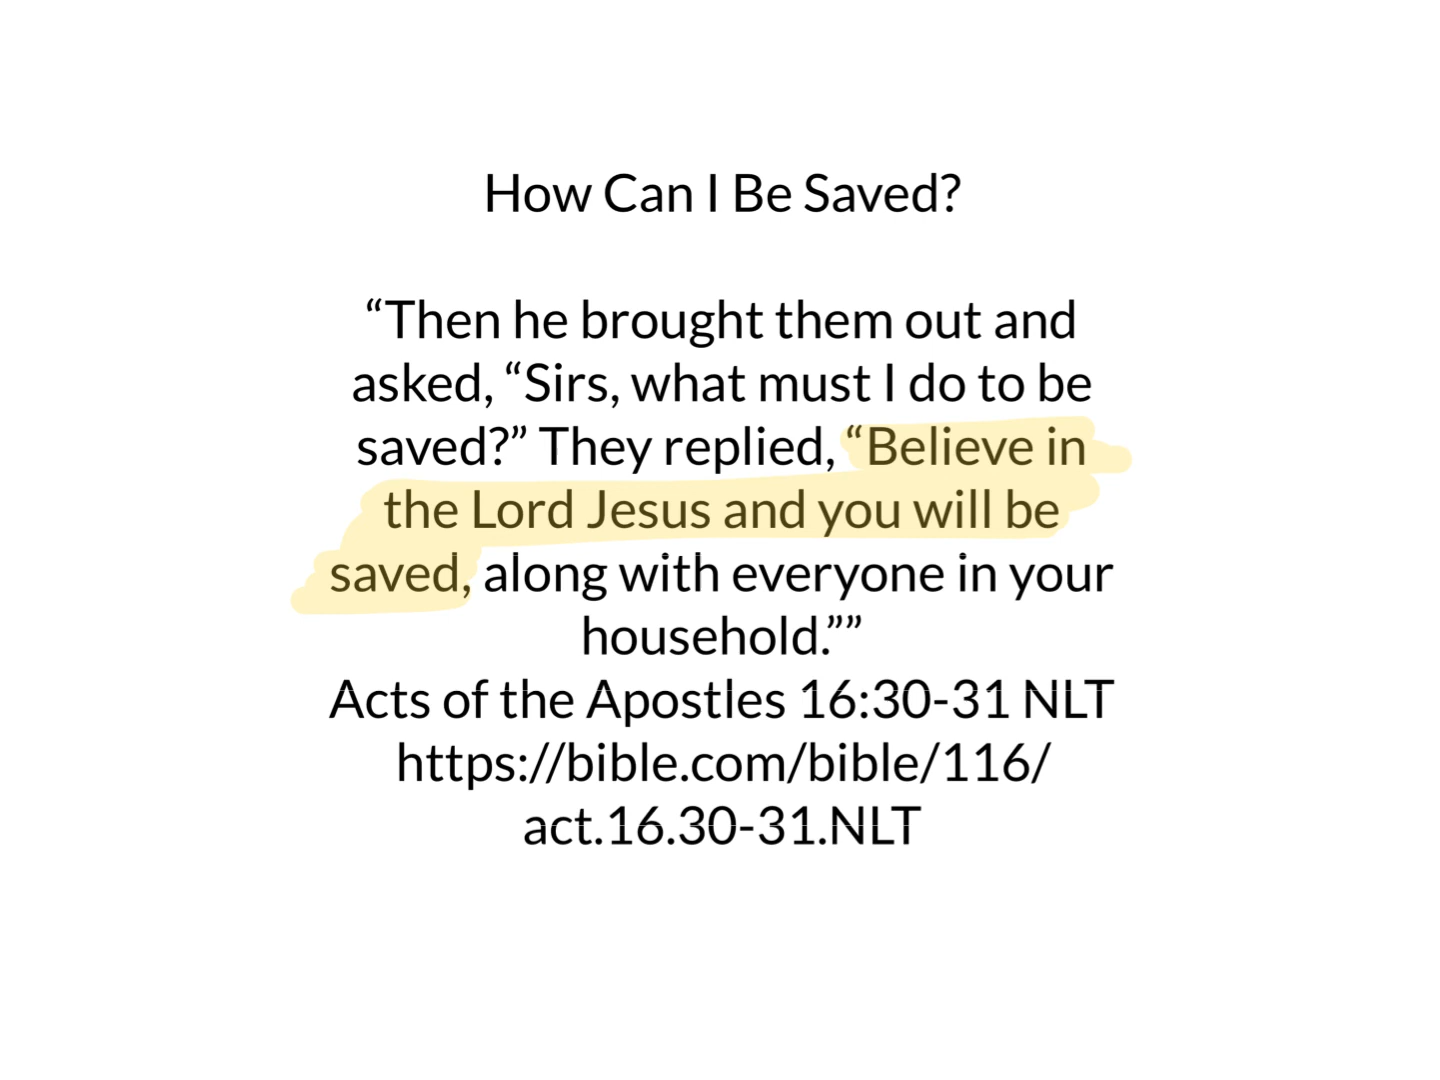 How Can I Be Saved?
“Then he brought them out and
asked, “Sirs, what must I do to be
saved?” They replied, “Believe in
the Lord Jesus and you will be
saved, along with everyone in your
household.””
Acts of the Apostles 16:30-31 NLT
https://bible.com/bible/116/
act.16.30-31.NLT